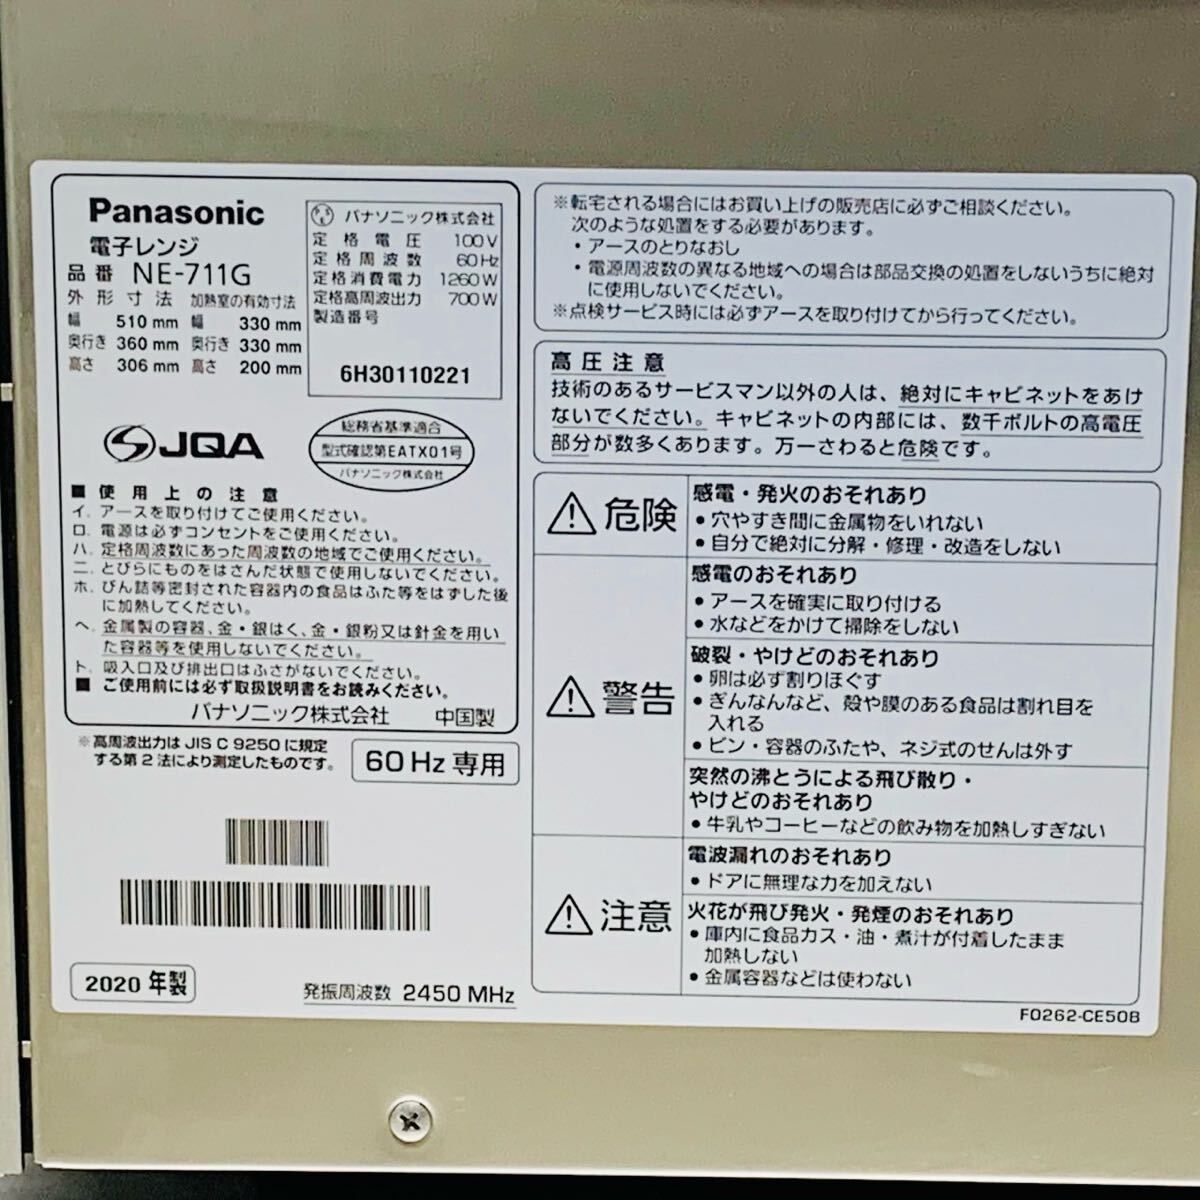 Panasonic
電子レンジ
品番 NE-711G
外形寸法 加熱室の有効寸法
幅 510 mm 幅 330 mm
奥行き 360 mm 奥行き 330 mm
高さ 306 mm 高さ 200 mm
パナソニック株式会社
定格電圧 100V
定格周波数 60Hz
定格消費電力 1260W
定格高周波出力 700W
製造番号
6H30110221
JQA
総務省基準適合
型式確認第EATX01号
パナソニック株式会社
■ 使用上の注意
イ. アースを取り付けてご使用ください。
ロ. 電源は必ずコンセントをご使用ください。
ハ. 定格周波数にあった周波数の地域でご使用ください。
ニ. とびらにものをはさんだ状態で使用しないでください。
ホ. びん詰等密封された容器内の食品はふた等をはずした後
に加熱してください。
ヘ. 金属製の容器、金・銀はく、金・銀粉又は針金を用い
た容器等を使用しないでください。
ト. 吸入口及び排出口はふさがないでください。
■ ご使用前には必ず取扱説明書をお読みください。
パナソニック株式会社 中国製
※高周波出力は JIS C 9250 に規定
する第2法により測定したものです。
60 Hz 専用
2020 年製
発振周波数 2450 MHz
※転宅される場合にはお買い上げの販売店に必ずご相談ください。
次のような処置をする必要があります。
・アースのとりなおし
・電源周波数の異なる地域への場合は部品交換の処置をしないうちに絶対
に使用しないでください。
※点検サービス時には必ずアースを取り付けてから行ってください。
高圧注意
技術のあるサービスマン以外の人は、絶対にキャビネットをあけ
ないでください。キャビネットの内部には、数千ボルトの高電圧
部分が数多くあります。万一さわると危険です。
危険
感電・発火のおそれあり
●穴やすき間に金属物をいれない
●自分で絶対に分解・修理・改造をしない
警告
感電のおそれあり
●アースを確実に取り付ける
●水などをかけて掃除をしない
破裂・やけどのおそれあり
●卵は必ず割りほぐす
●ぎんなんなど、殻や膜のある食品は割れ目を
入れる
●ビン・容器のふたや、ネジ式のせんは外す
突然の沸とうによる飛び散り・
やけどのおそれあり
●牛乳やコーヒーなどの飲み物を加熱しすぎない
注意
電波漏れのおそれあり
●ドアに無理な力を加えない
火花が飛び発火・発煙のおそれあり
●庫内に食品カス・油・煮汁が付着したまま
加熱しない
●金属容器などは使わない
F0262-CE50B